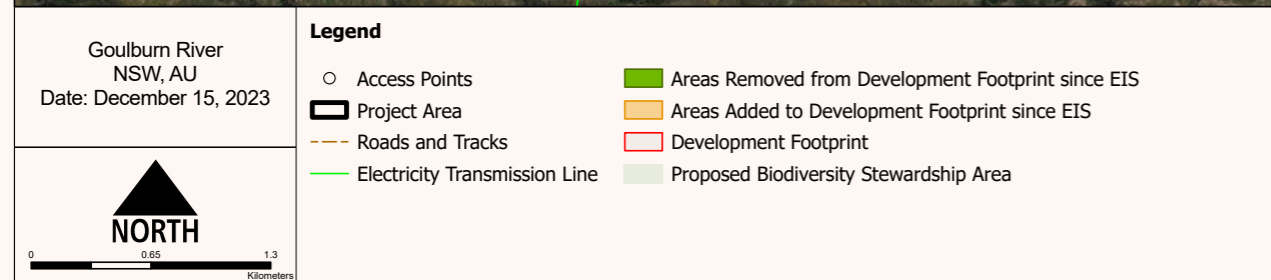 Goulburn River
NSW, AU
Date: December 15, 2023
NORTH
0 0.65 1.3
Kilometers
Legend
Access Points
Project Area
Roads and Tracks
Electricity Transmission Line
Areas Removed from Development Footprint since EIS
Areas Added to Development Footprint since EIS
Development Footprint
Proposed Biodiversity Stewardship Area